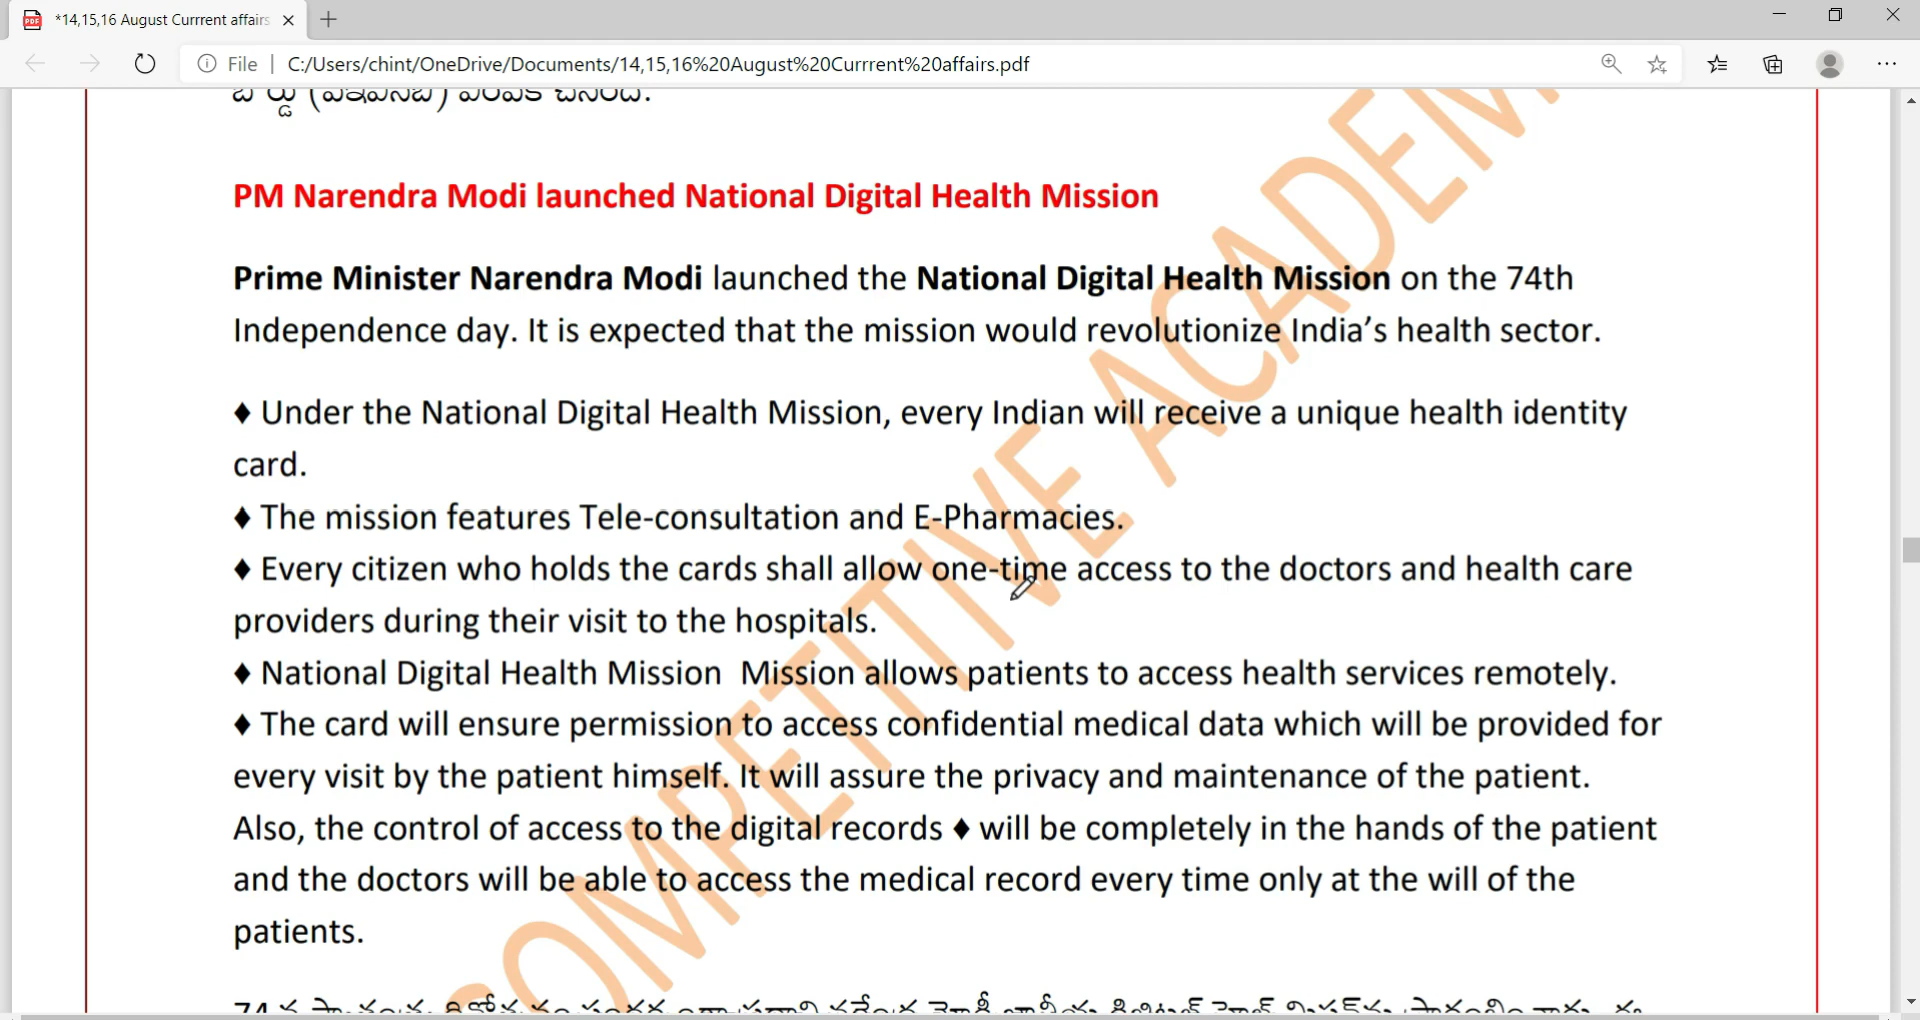 *14,15,16 August Currrent affairs
File | C:/Users/chint/OneDrive/Documents/14,15,16%20August%20Currrent%20affairs.pdf
PM Narendra Modi launched National Digital Health Mission
Prime Minister Narendra Modi launched the National Digital Health Mission on the 74th
Independence day. It is expected that the mission would revolutionize India’s health sector.
♦ Under the National Digital Health Mission, every Indian will receive a unique health identity
card.
♦ The mission features Tele-consultation and E-Pharmacies.
♦ Every citizen who holds the cards shall allow one-time access to the doctors and health care
providers during their visit to the hospitals.
♦ National Digital Health Mission  Mission allows patients to access health services remotely.
♦ The card will ensure permission to access confidential medical data which will be provided for
every visit by the patient himself. It will assure the privacy and maintenance of the patient.
Also, the control of access to the digital records ♦ will be completely in the hands of the patient
and the doctors will be able to access the medical record every time only at the will of the
patients.
COMPETITIVE ACADEM